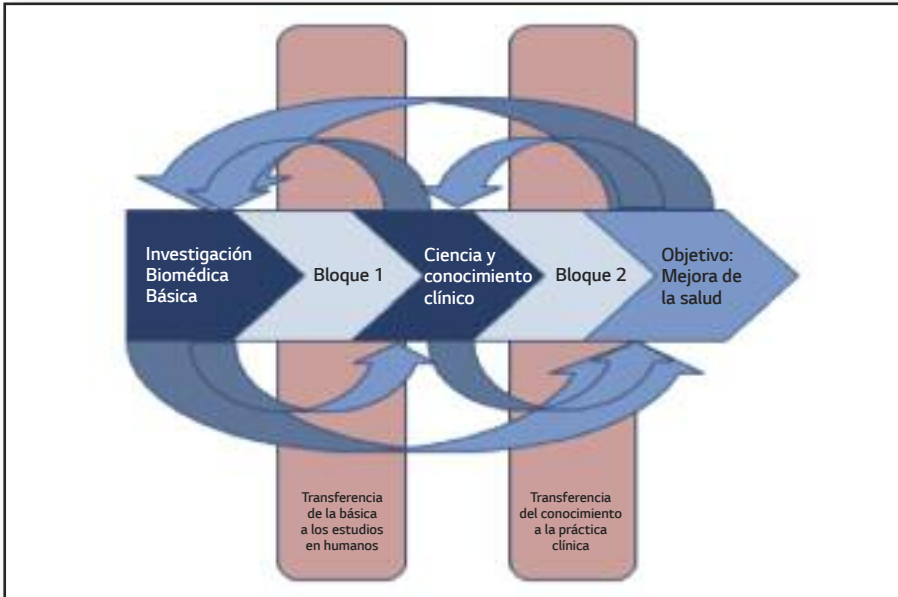 Investigación
Biomédica
Básica
Bloque 1
Ciencia y
conocimiento
clínico
Bloque 2
Objetivo:
Mejora de
la salud
Transferencia
de la básica
a los estudios
en humanos
Transferencia
del conocimiento
a la práctica
clínica